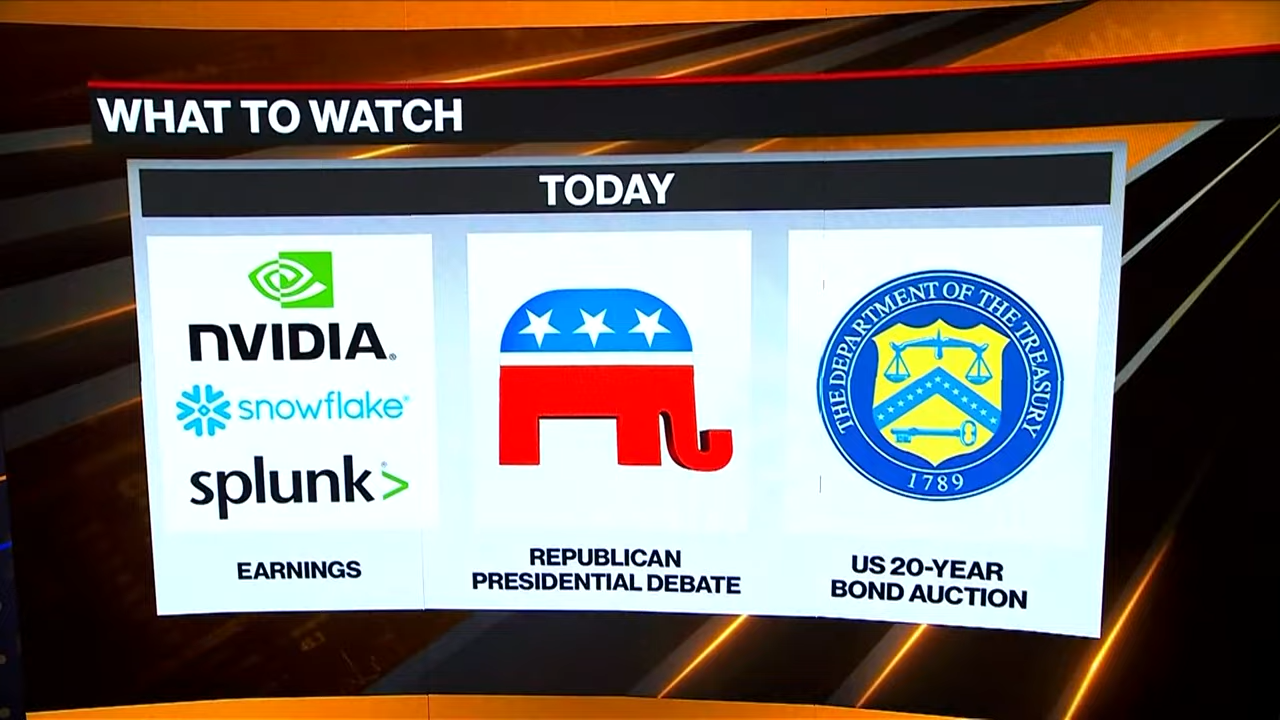 WHAT TO WATCH
TODAY
NVIDIA.
snowflake®
splunk>
EARNINGS
REPUBLICAN
PRESIDENTIAL DEBATE
THE DEPARTMENT OF THE TREASURY
1789
US 20-YEAR
BOND AUCTION